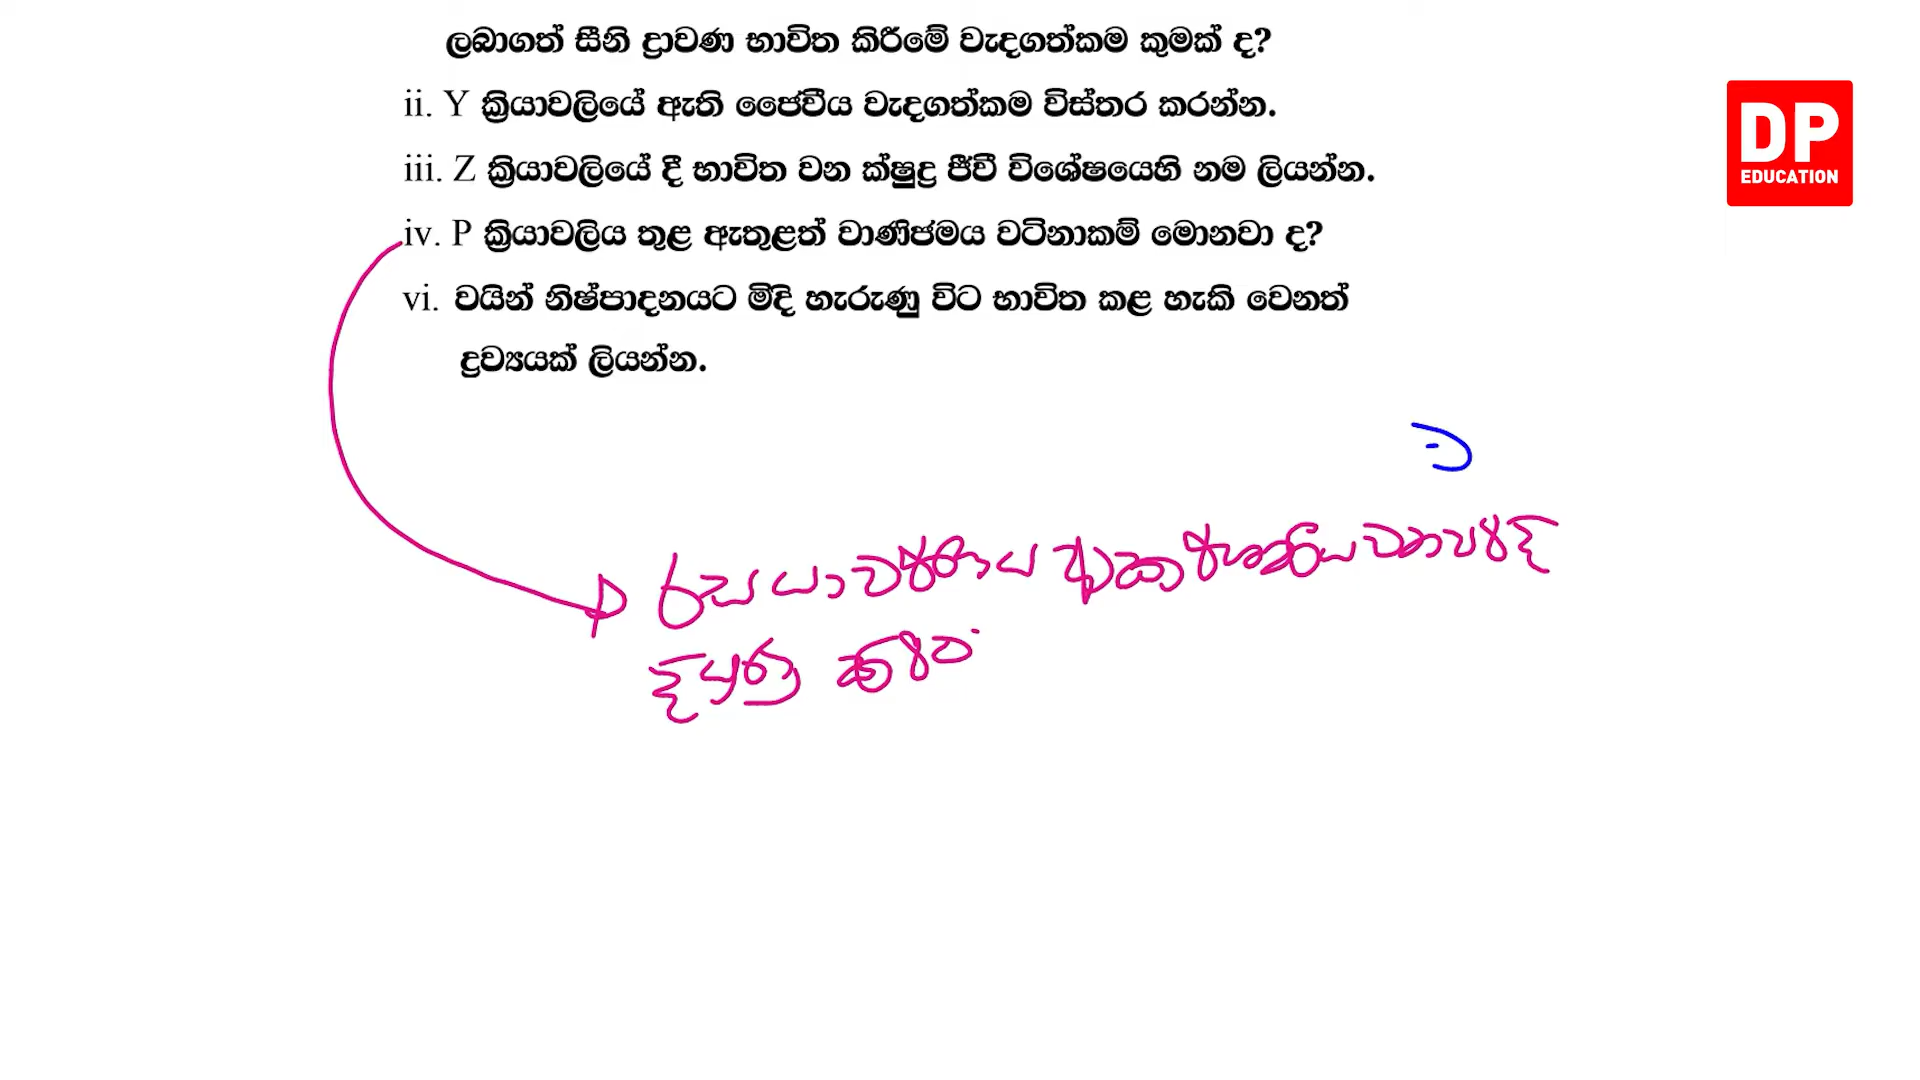 ලබාගත් සීනි ද්‍රාවණ භාවිත කිරීමේ වැදගත්කම කුමක් ද?
ii. Y ක්‍රියාවලියේ ඇති ජෛවීය වැදගත්කම විස්තර කරන්න.
iii. Z ක්‍රියාවලියේ දී භාවිත වන ක්ෂුද්‍ර ජීවී විශේෂයෙහි නම ලියන්න.
iv. P ක්‍රියාවලිය තුළ ඇතුළත් වාණිජමය වටිනාකම් මොනවා ද?
vi. වයින් නිෂ්පාදනයට මිදි හැරුණු විට භාවිත කළ හැකි වෙනත්
ද්‍රව්‍යයක් ලියන්න.
DP
EDUCATION
P රසය